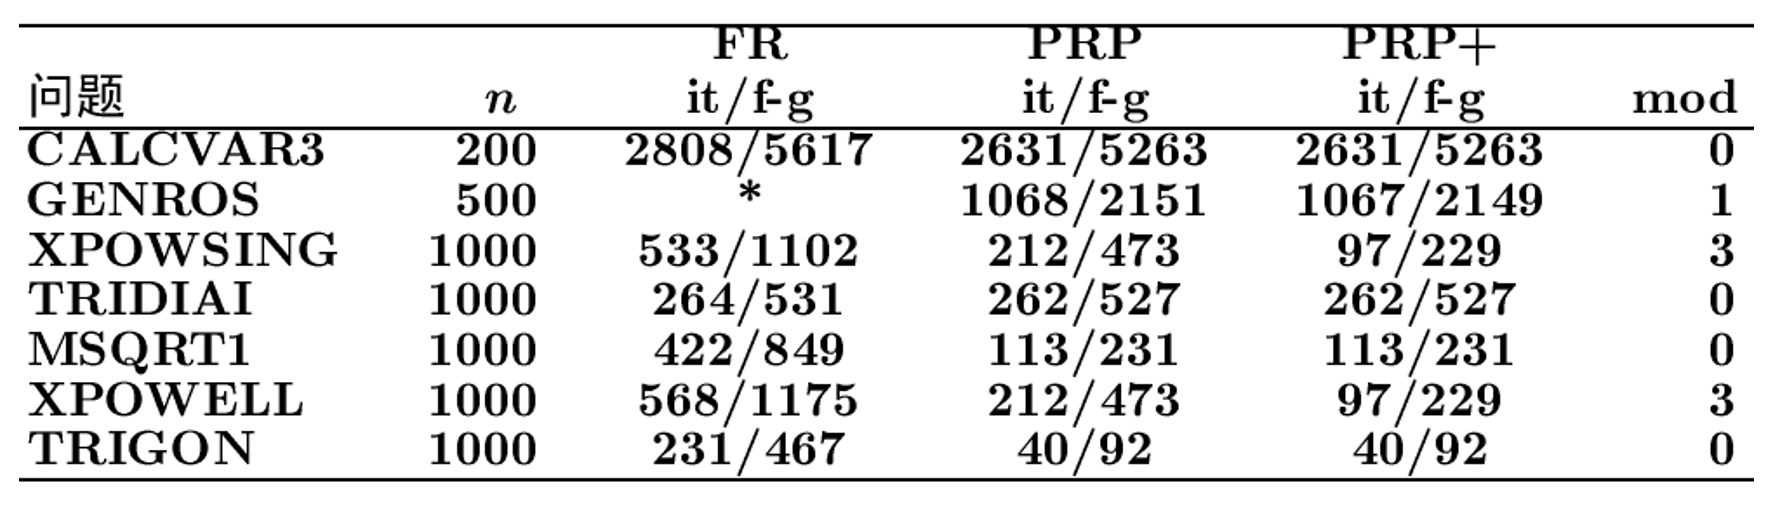 FR PRP PRP+
问题 n it/f-g it/f-g it/f-g mod
CALCVAR3 200 2808/5617 2631/5263 2631/5263 0
GENROS 500 * 1068/2151 1067/2149 1
XPOWSING 1000 533/1102 212/473 97/229 3
TRIDIAI 1000 264/531 262/527 262/527 0
MSQRT1 1000 422/849 113/231 113/231 0
XPOWELL 1000 568/1175 212/473 97/229 3
TRIGON 1000 231/467 40/92 40/92 0